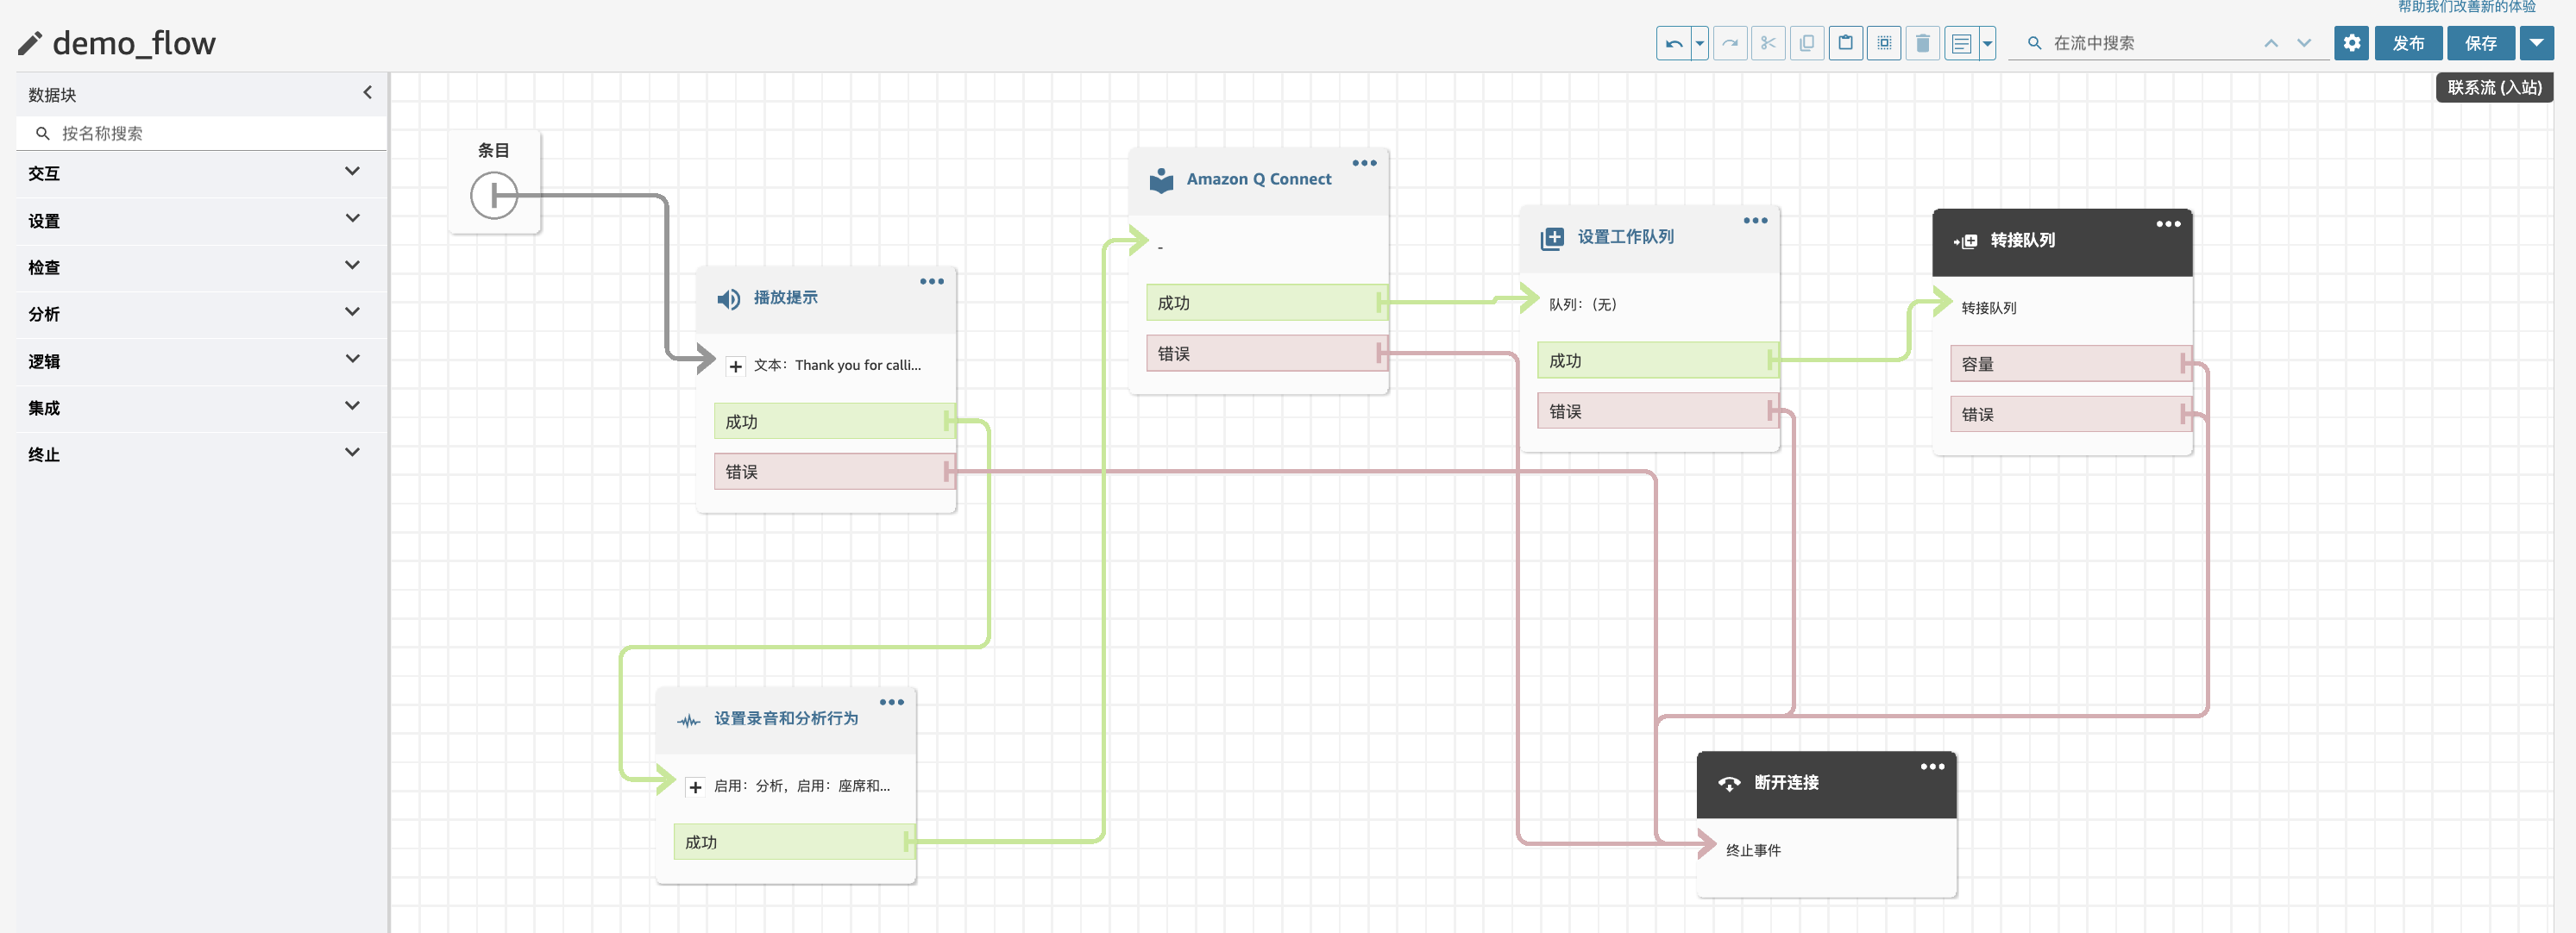 帮助我们改善新的体验
demo_flow
在流中搜索
发布
保存
联系流 (入站)
数据块
按名称搜索
交互
设置
检查
分析
逻辑
集成
终止
条目
播放提示
文本：Thank you for calli...
成功
错误
设置录音和分析行为
启用：分析，启用：座席和...
成功
Amazon Q Connect
-
成功
错误
设置工作队列
队列：(无)
成功
错误
转接队列
转接队列
容量
错误
断开连接
终止事件